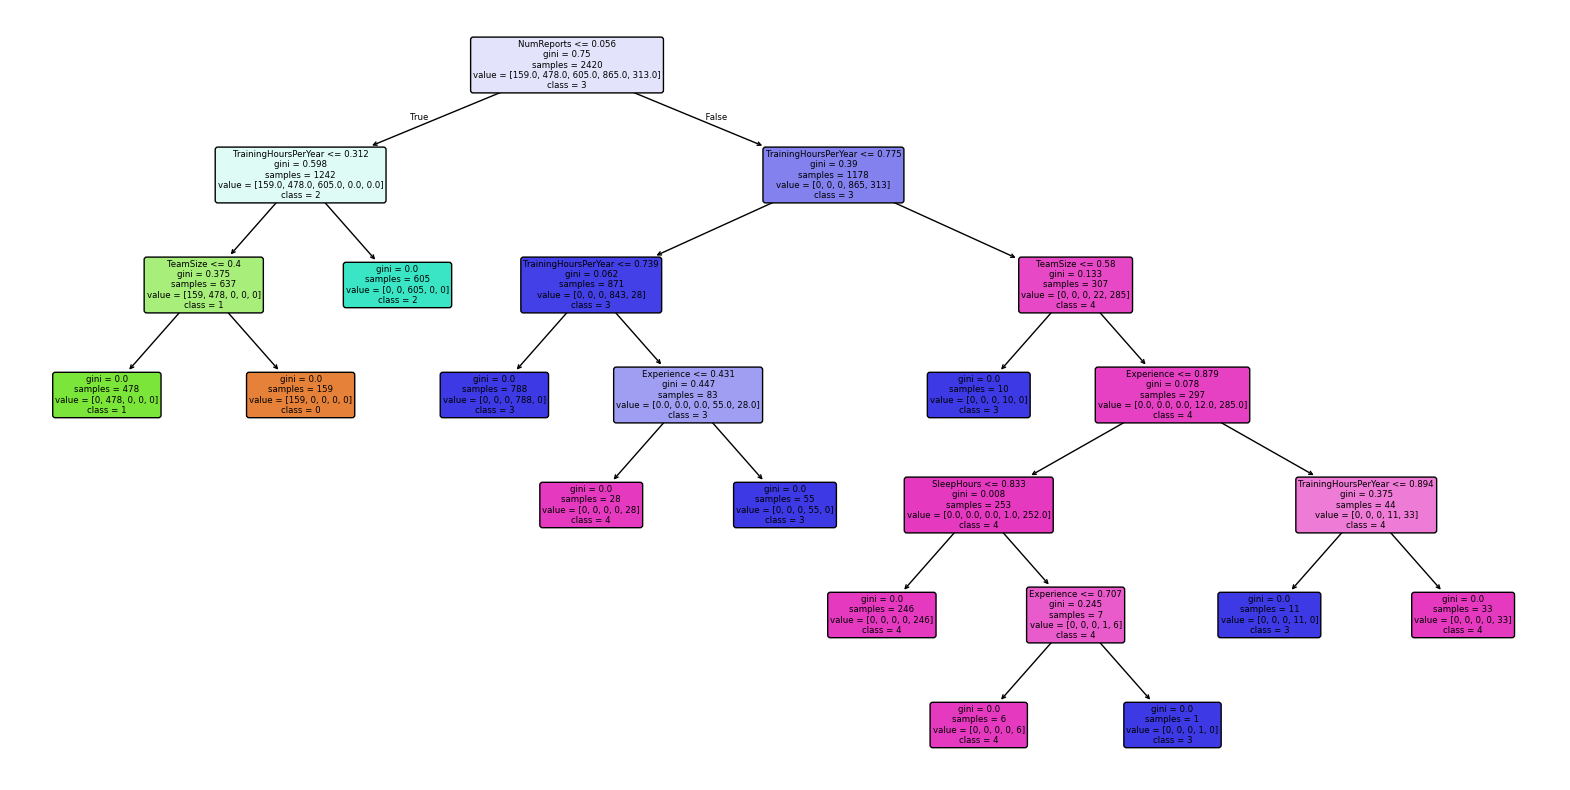 NumReports <= 0.056
gini = 0.75
samples = 2420
value = [159.0, 478.0, 605.0, 865.0, 313.0]
class = 3
True
False
TrainingHoursPerYear <= 0.312
gini = 0.598
samples = 1242
value = [159.0, 478.0, 605.0, 0.0, 0.0]
class = 2
TrainingHoursPerYear <= 0.775
gini = 0.39
samples = 1178
value = [0, 0, 0, 865, 313]
class = 3
TeamSize <= 0.4
gini = 0.375
samples = 637
value = [159, 478, 0, 0, 0]
class = 1
gini = 0.0
samples = 605
value = [0, 0, 605, 0, 0]
class = 2
TrainingHoursPerYear <= 0.739
gini = 0.062
samples = 871
value = [0, 0, 0, 843, 28]
class = 3
TeamSize <= 0.58
gini = 0.133
samples = 307
value = [0, 0, 0, 22, 285]
class = 4
gini = 0.0
samples = 478
value = [0, 478, 0, 0, 0]
class = 1
gini = 0.0
samples = 159
value = [159, 0, 0, 0, 0]
class = 0
gini = 0.0
samples = 788
value = [0, 0, 0, 788, 0]
class = 3
Experience <= 0.431
gini = 0.447
samples = 83
value = [0.0, 0.0, 0.0, 55.0, 28.0]
class = 3
gini = 0.0
samples = 10
value = [0, 0, 0, 10, 0]
class = 3
Experience <= 0.879
gini = 0.078
samples = 297
value = [0.0, 0.0, 0.0, 12.0, 285.0]
class = 4
gini = 0.0
samples = 28
value = [0, 0, 0, 0, 28]
class = 4
gini = 0.0
samples = 55
value = [0, 0, 0, 55, 0]
class = 3
SleepHours <= 0.833
gini = 0.008
samples = 253
value = [0.0, 0.0, 0.0, 1.0, 252.0]
class = 4
TrainingHoursPerYear <= 0.894
gini = 0.375
samples = 44
value = [0, 0, 0, 11, 33]
class = 4
gini = 0.0
samples = 246
value = [0, 0, 0, 0, 246]
class = 4
Experience <= 0.707
gini = 0.245
samples = 7
value = [0, 0, 0, 1, 6]
class = 4
gini = 0.0
samples = 11
value = [0, 0, 0, 11, 0]
class = 3
gini = 0.0
samples = 33
value = [0, 0, 0, 0, 33]
class = 4
gini = 0.0
samples = 6
value = [0, 0, 0, 0, 6]
class = 4
gini = 0.0
samples = 1
value = [0, 0, 0, 1, 0]
class = 3